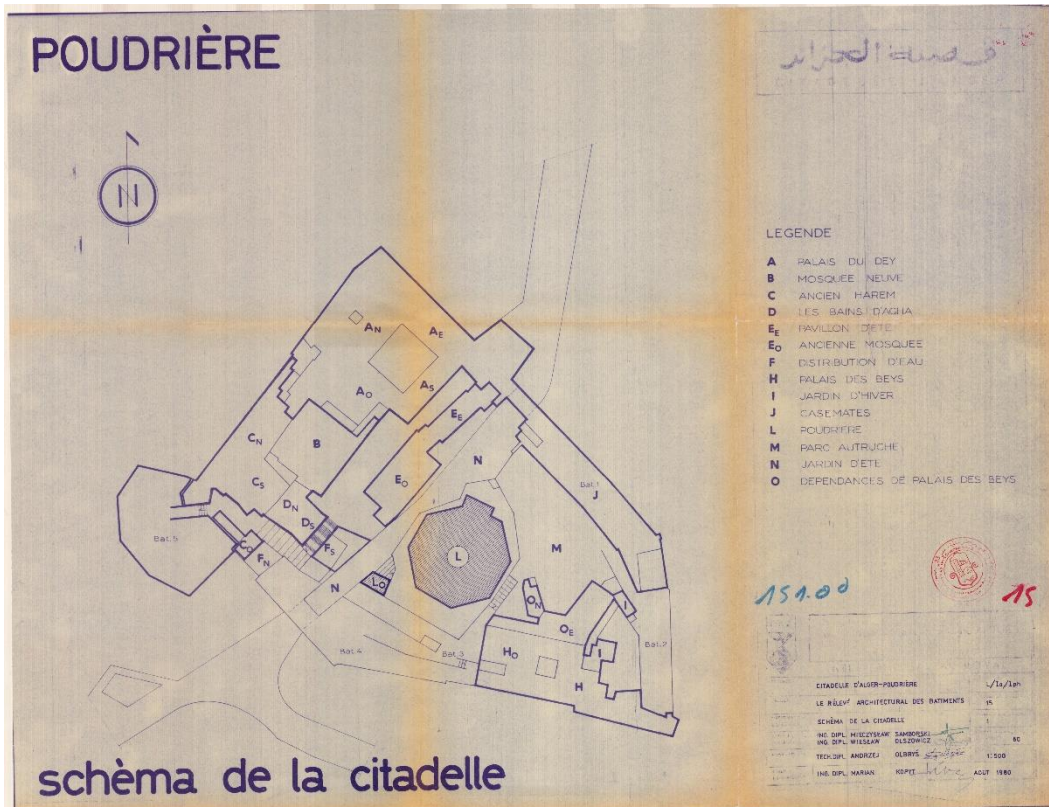 POUDRIÈRE
قصبة الجزائر
N
LEGENDE
A PALAIS DU DEY
B MOSQUEE NEUVE
C ANCIEN HAREM
D LES BAINS D'AGHA
EE PAVILLON D'ETE
EO ANCIENNE MOSQUEE
F DISTRIBUTION D'EAU
H PALAIS DES BEYS
I JARDIN D'HIVER
J CASEMATES
L POUDRIERE
M PARC AUTRUCHE
N JARDIN D'ETE
O DEPENDANCES DE PALAIS DES BEYS
AN
AE
AO
AS
EE
CN
B
EO
N
CS
DN
DS
J
Bat.1
Bat.5
CO
FN
FS
L
M
N
LO
ON
I
OE
Bat.4
Bat.3
HO
I
H
Bat.2
151.00
15
CITADELLE D'ALGER-POUDRIÈRE
LE RELEVÉ ARCHITECTURAL DES BATIMENTS 15
SCHÈMA DE LA CITADELLE
ING. DIPL. MIECZYSŁAW SAMBORSKI
ING. DIPL. WIESŁAW OLSZOWICZ 80
TECH.DIPL. ANDRZEJ OLBRYŚ 1:500
ING. DIPL. MARIAN KOPIT AOUT 1980
schèma de la citadelle